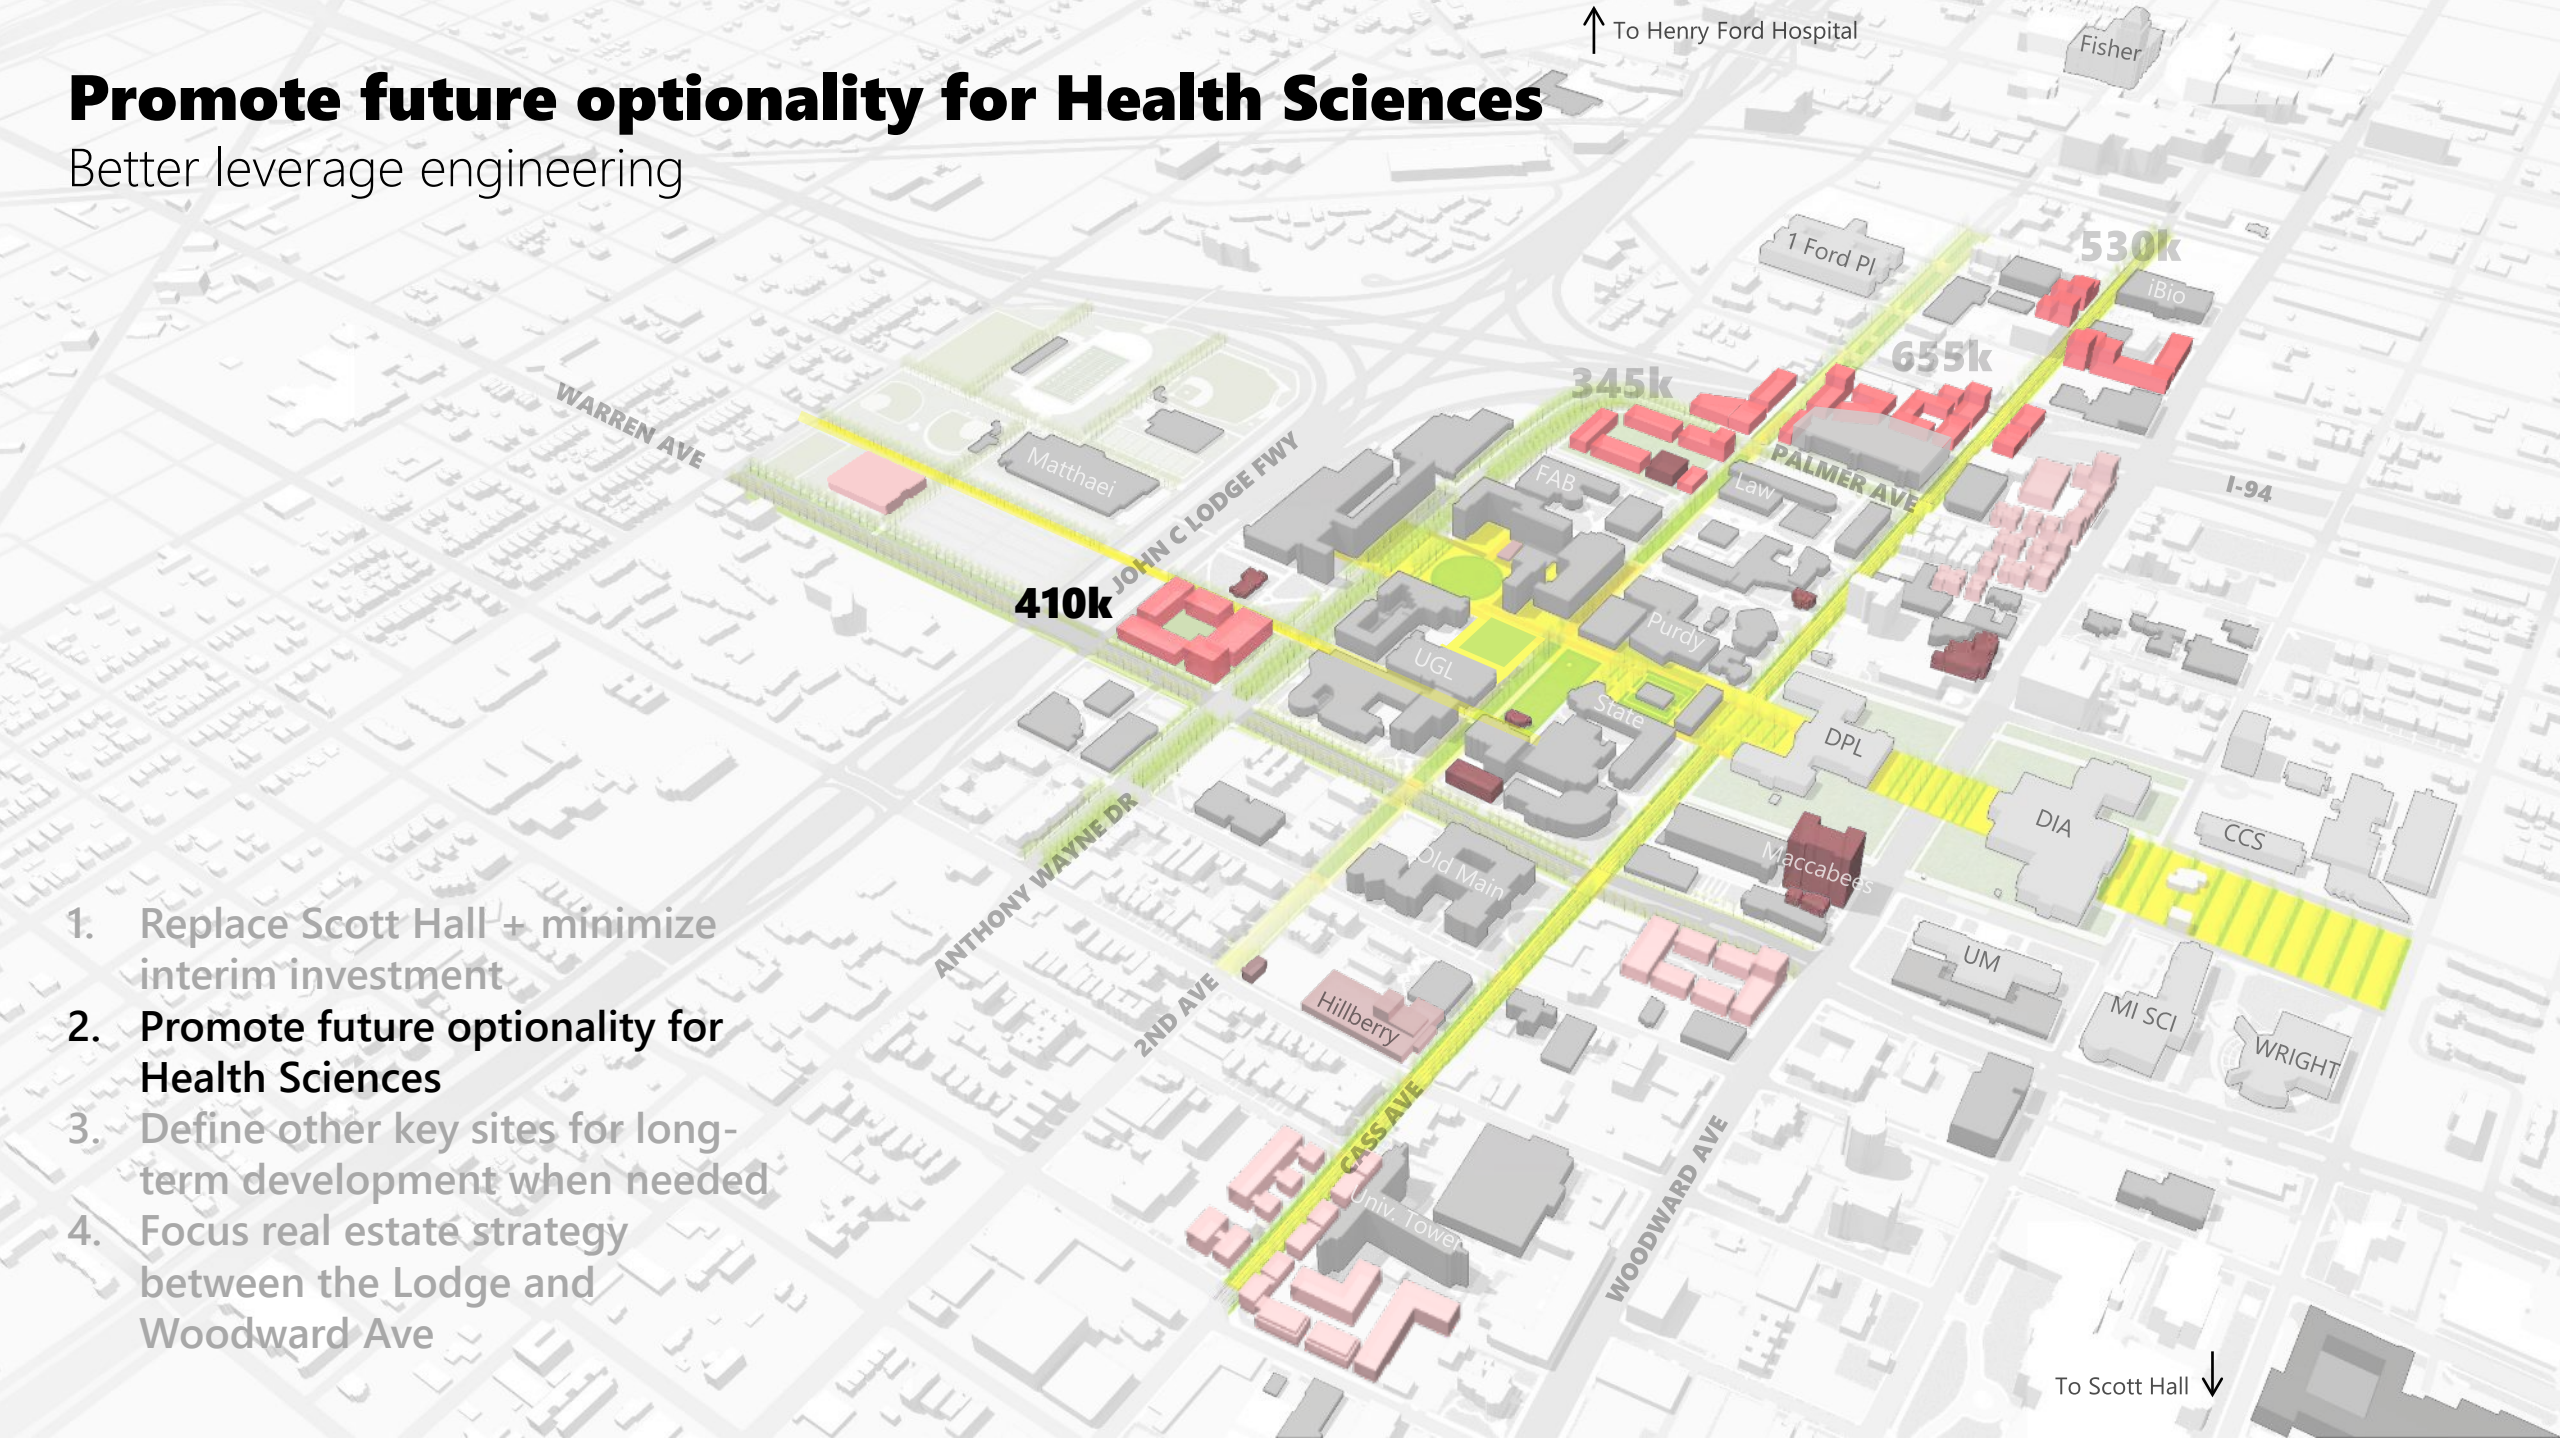 To Henry Ford Hospital
Fisher
Promote future optionality for Health Sciences
Better leverage engineering
1 Ford Pl
530k
iBio
655k
345k
WARREN AVE
Matthaei
JOHN C LODGE FWY
FAB
Law
PALMER AVE
I-94
410k
Purdy
UGL
State
DPL
DIA
CCS
Maccabees
Old Main
ANTHONY WAYNE DR
2ND AVE
Hillberry
UM
MI SCI
WRIGHT
CASS AVE
Univ. Tower
WOODWARD AVE
1. Replace Scott Hall + minimize
interim investment
2. Promote future optionality for
Health Sciences
3. Define other key sites for long-
term development when needed
4. Focus real estate strategy
between the Lodge and
Woodward Ave
To Scott Hall